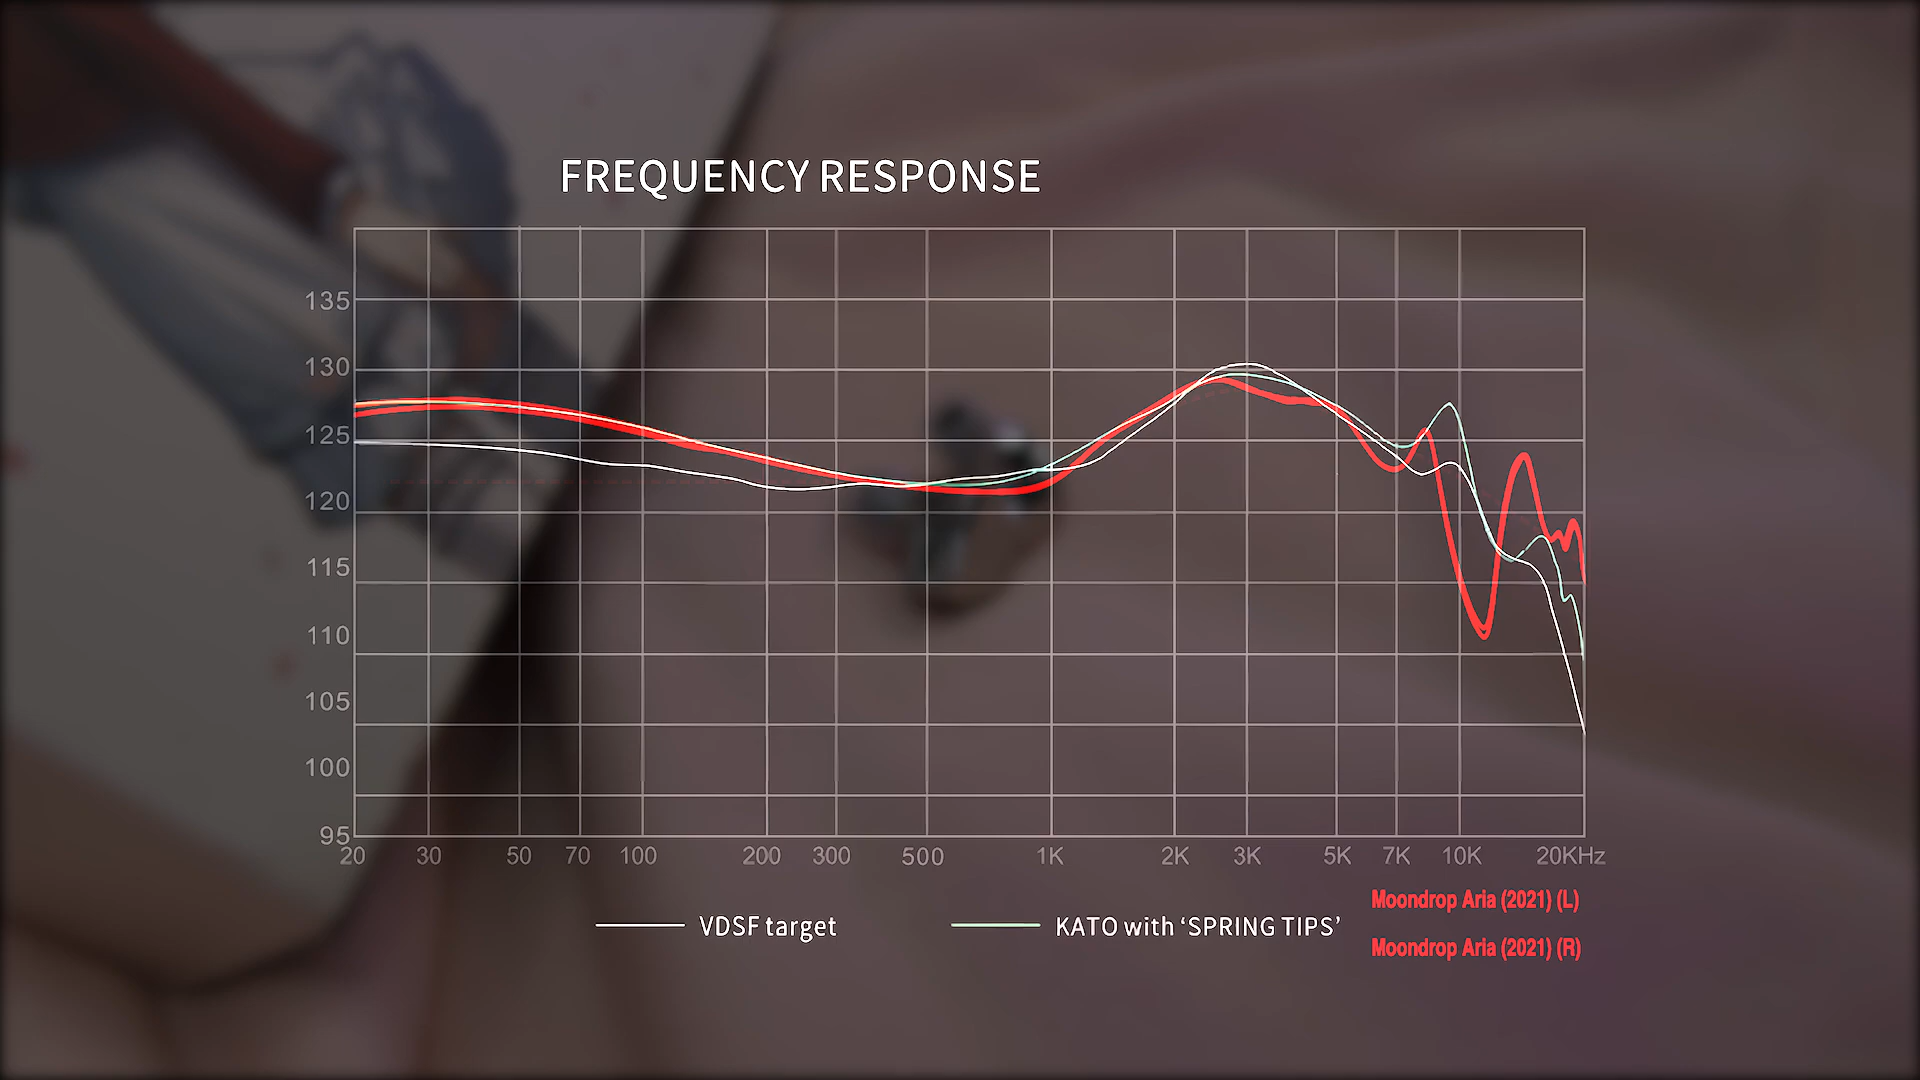 FREQUENCY RESPONSE
135
130
125
120
115
110
105
100
95
20 30 50 70 100 200 300 500 1K 2K 3K 5K 7K 10K 20KHz
VDSF target
KATO with ‘SPRING TIPS’
Moondrop Aria (2021) (L)
Moondrop Aria (2021) (R)